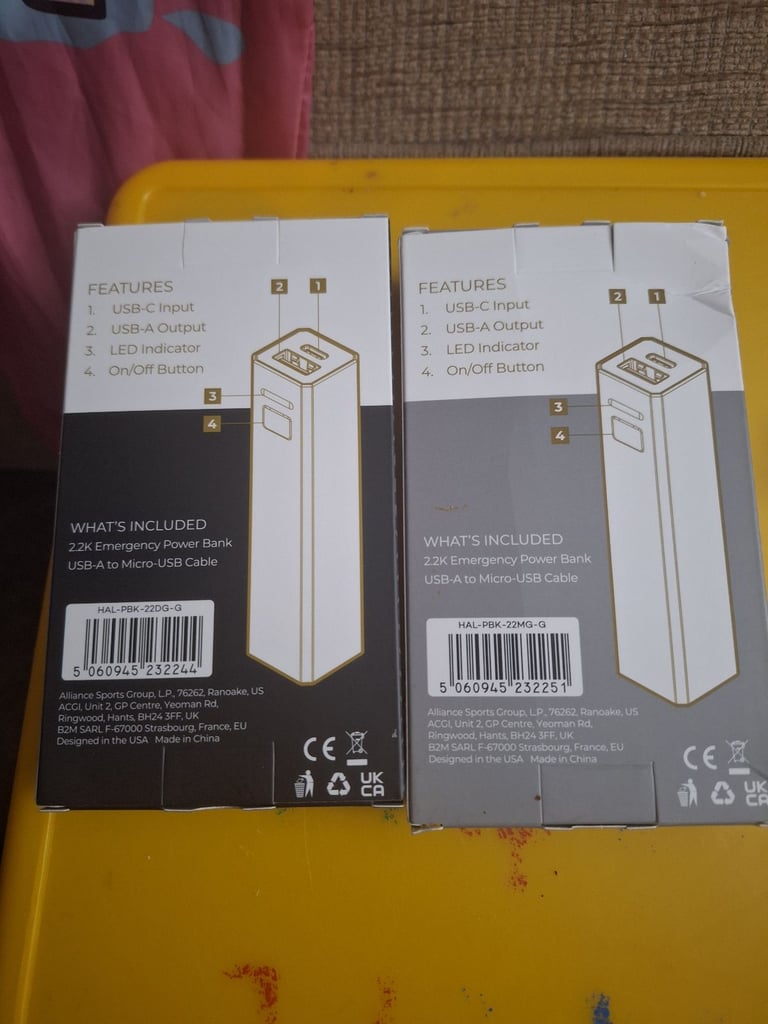 FEATURES
1. USB-C Input
2. USB-A Output
3. LED Indicator
4. On/Off Button
2 1
3
4
WHAT'S INCLUDED
2.2K Emergency Power Bank
USB-A to Micro-USB Cable
HAL-PBK-22DG-G
5 060945 232244
Alliance Sports Group, L.P., 76262, Ranoake, US
ACGI, Unit 2, GP Centre, Yeoman Rd,
Ringwood, Hants, BH24 3FF, UK
B2M SARL F-67000 Strasbourg, France, EU
Designed in the USA Made in China
CE
UK
CA
FEATURES
1. USB-C Input
2. USB-A Output
3. LED Indicator
4. On/Off Button
2 1
3
4
WHAT'S INCLUDED
2.2K Emergency Power Bank
USB-A to Micro-USB Cable
HAL-PBK-22MG-G
5 060945 232251
Alliance Sports Group, L.P., 76262, Ranoake, US
ACGI, Unit 2, GP Centre, Yeoman Rd,
Ringwood, Hants, BH24 3FF, UK
B2M SARL F-67000 Strasbourg, France, EU
Designed in the USA Made in China
CE
UK
CA